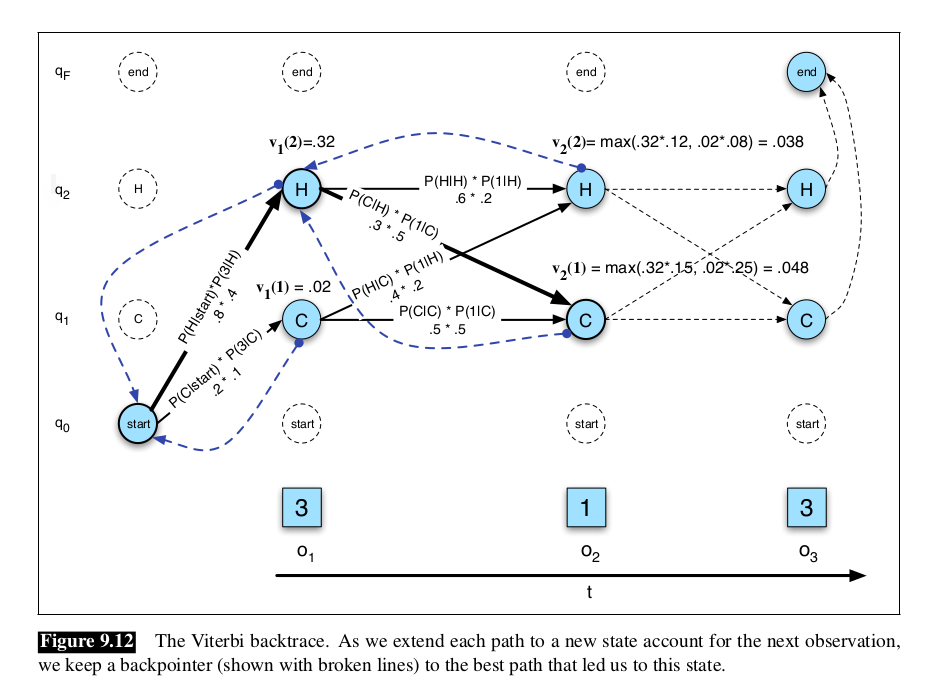 q_F end end end end
v_1(2)=.32 v_2(2)= max(.32*.12, .02*.08) = .038
q_2 H H H H
P(H|H) * P(1|H)
.6 * .2
P(C|H) * P(1|C)
.3 * .5
P(H|start)*P(3|H)
.8 * .4
P(H|C) * P(1|H)
.4 * .2
v_2(1) = max(.32*.15, .02*.25) = .048
v_1(1) = .02
q_1 C C C C
P(C|C) * P(1|C)
.5 * .5
P(C|start) * P(3|C)
.2 * .1
q_0 start start start start
3 1 3
o_1 o_2 o_3
t
Figure 9.12 The Viterbi backtrace. As we extend each path to a new state account for the next observation,
we keep a backpointer (shown with broken lines) to the best path that led us to this state.